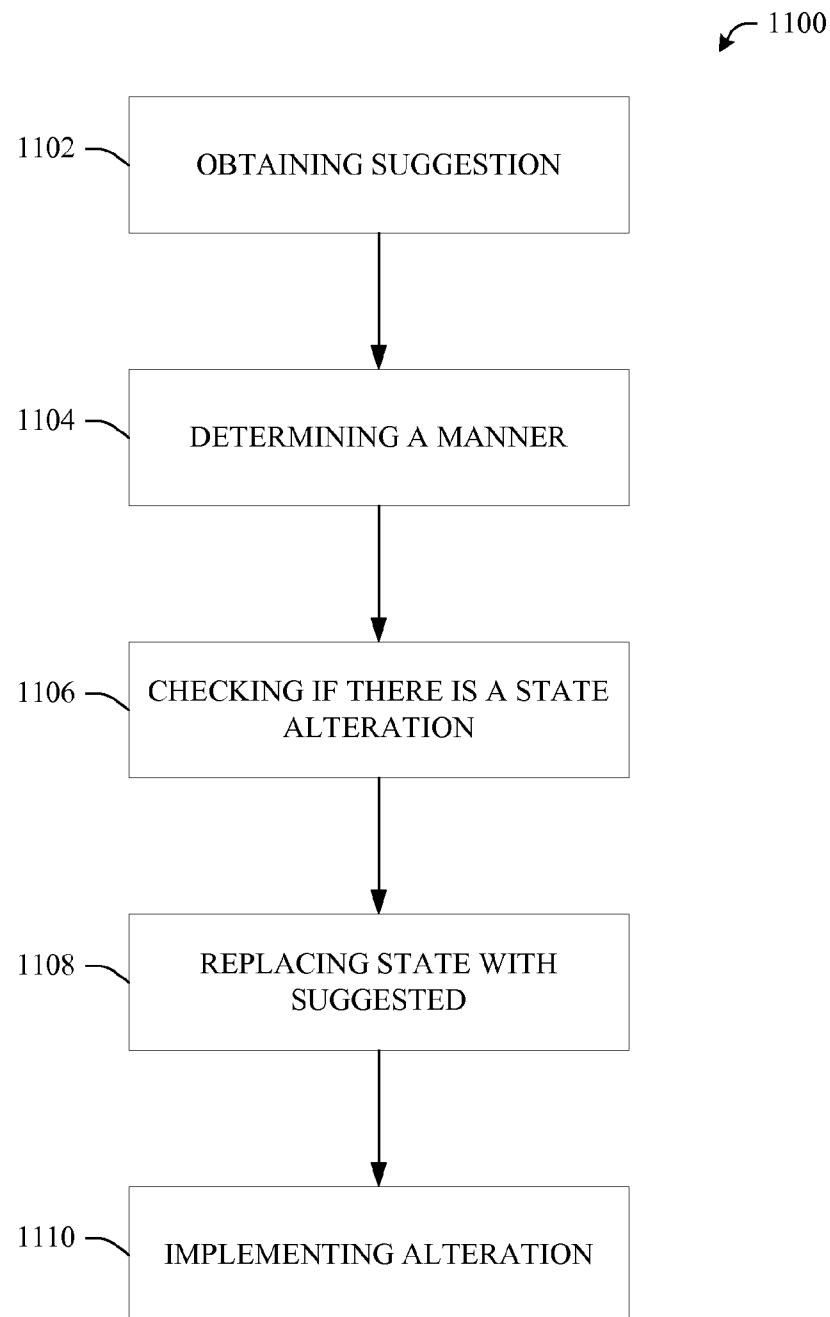 1100
1102
OBTAINING SUGGESTION
1104
DETERMINING A MANNER
1106
CHECKING IF THERE IS A STATE
ALTERATION
1108
REPLACING STATE WITH
SUGGESTED
1110
IMPLEMENTING ALTERATION